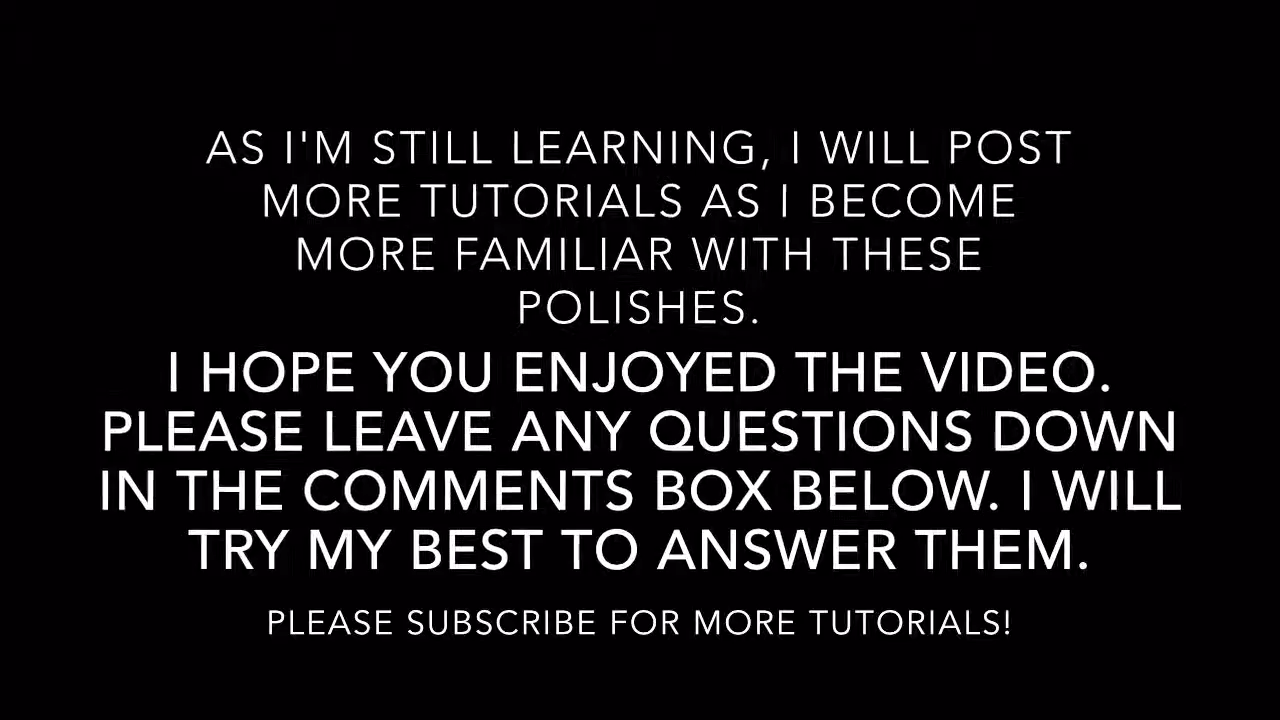 AS I'M STILL LEARNING, I WILL POST
MORE TUTORIALS AS I BECOME
MORE FAMILIAR WITH THESE
POLISHES.
I HOPE YOU ENJOYED THE VIDEO.
PLEASE LEAVE ANY QUESTIONS DOWN
IN THE COMMENTS BOX BELOW. I WILL
TRY MY BEST TO ANSWER THEM.
PLEASE SUBSCRIBE FOR MORE TUTORIALS!